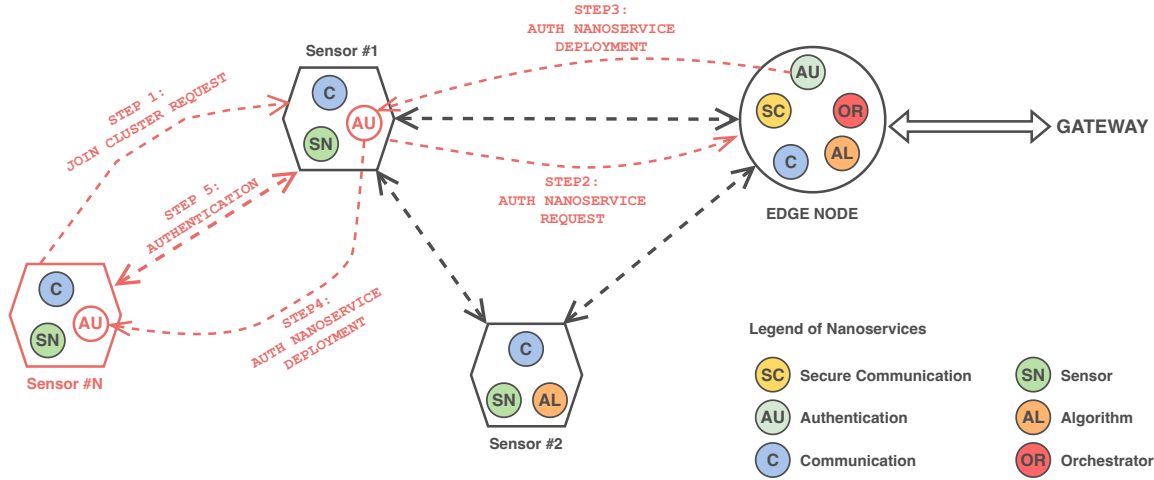 STEP3:
AUTH NANOSERVICE
DEPLOYMENT
Sensor #1
C
AU
SN
STEP 1:
JOIN CLUSTER REQUEST
AU
SC
OR
C
AL
EDGE NODE
GATEWAY
STEP2:
AUTH NANOSERVICE
REQUEST
STEP 5:
AUTHENTICATION
C
AU
SN
Sensor #N
STEP4:
AUTH NANOSERVICE
DEPLOYMENT
C
SN
AL
Sensor #2
Legend of Nanoservices
SC Secure Communication
SN Sensor
AU Authentication
AL Algorithm
C Communication
OR Orchestrator